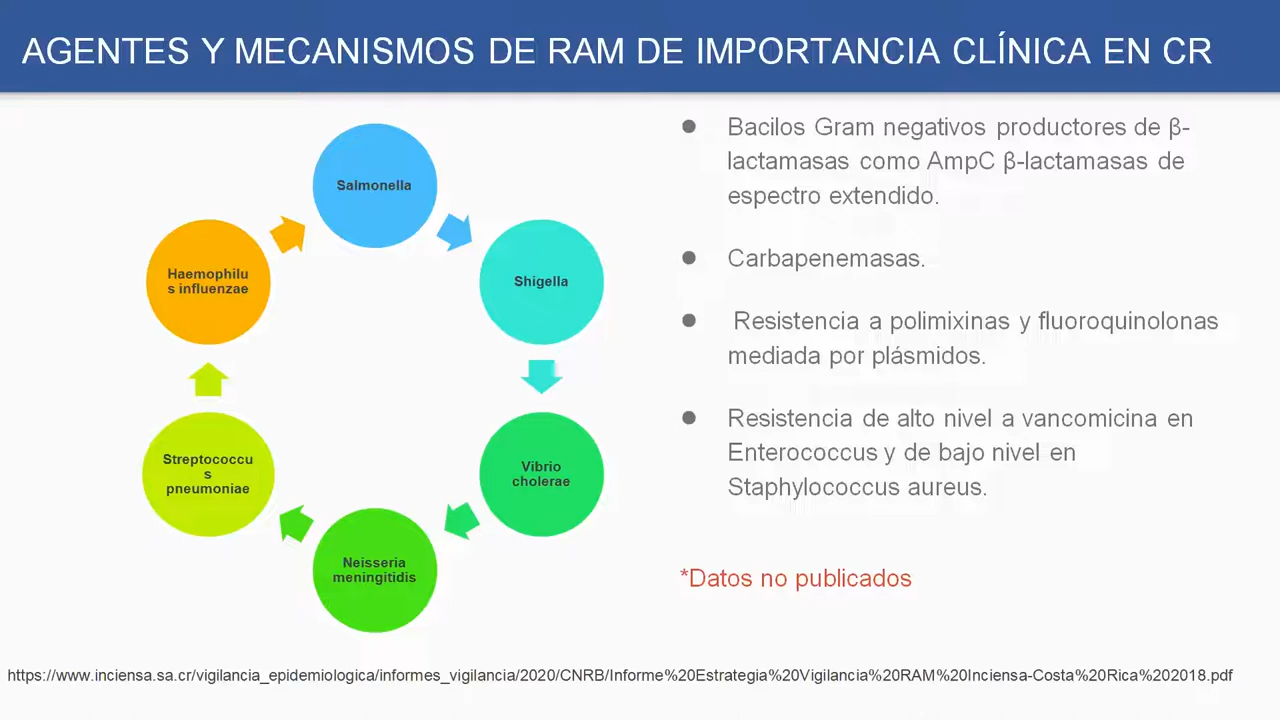 AGENTES Y MECANISMOS DE RAM DE IMPORTANCIA CLÍNICA EN CR
Salmonella
Shigella
Vibrio
cholerae
Neisseria
meningitidis
Streptococcu
s
pneumoniae
Haemophilu
s influenzae
● Bacilos Gram negativos productores de β-
lactamasas como AmpC β-lactamasas de
espectro extendido.
● Carbapenemasas.
● Resistencia a polimixinas y fluoroquinolonas
mediada por plásmidos.
● Resistencia de alto nivel a vancomicina en
Enterococcus y de bajo nivel en
Staphylococcus aureus.
*Datos no publicados
https://www.inciensa.sa.cr/vigilancia_epidemiologica/informes_vigilancia/2020/CNRB/Informe%20Estrategia%20Vigilancia%20RAM%20Inciensa-Costa%20Rica%202018.pdf